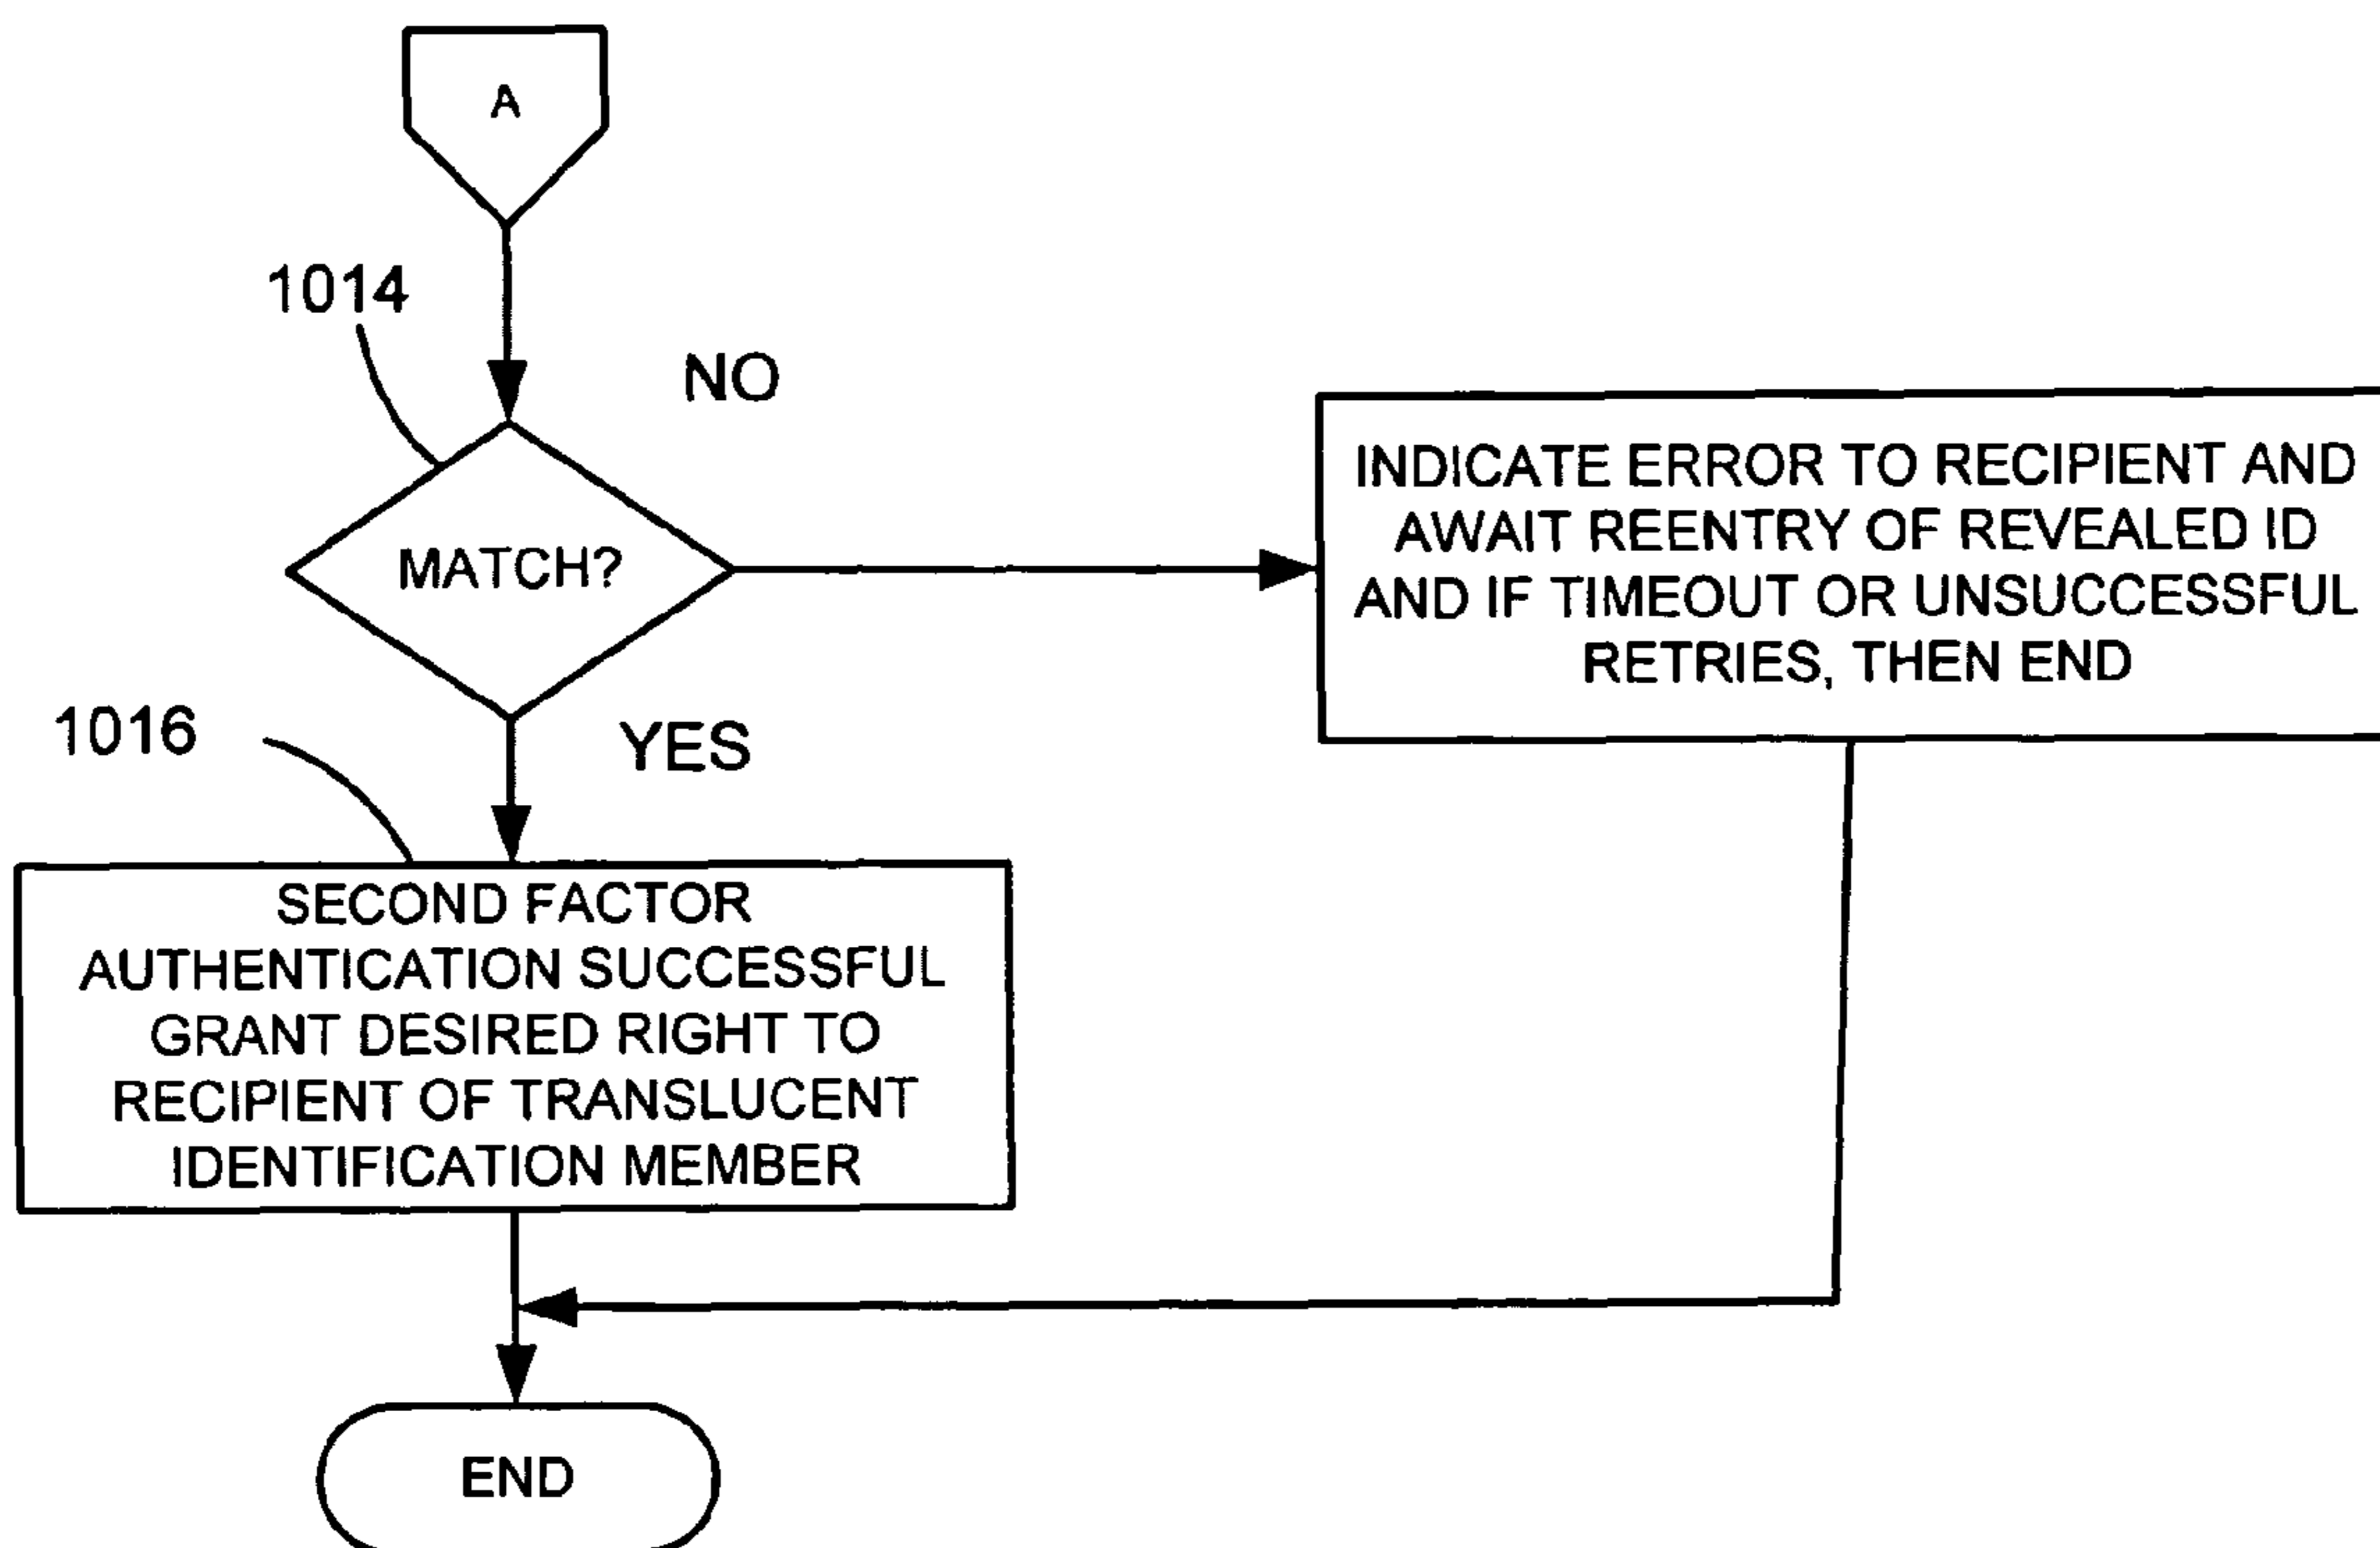 A
1014
NO
MATCH?
INDICATE ERROR TO RECIPIENT AND
AWAIT REENTRY OF REVEALED ID
AND IF TIMEOUT OR UNSUCCESSFUL
RETRIES, THEN END
1016
YES
SECOND FACTOR
AUTHENTICATION SUCCESSFUL
GRANT DESIRED RIGHT TO
RECIPIENT OF TRANSLUCENT
IDENTIFICATION MEMBER
END